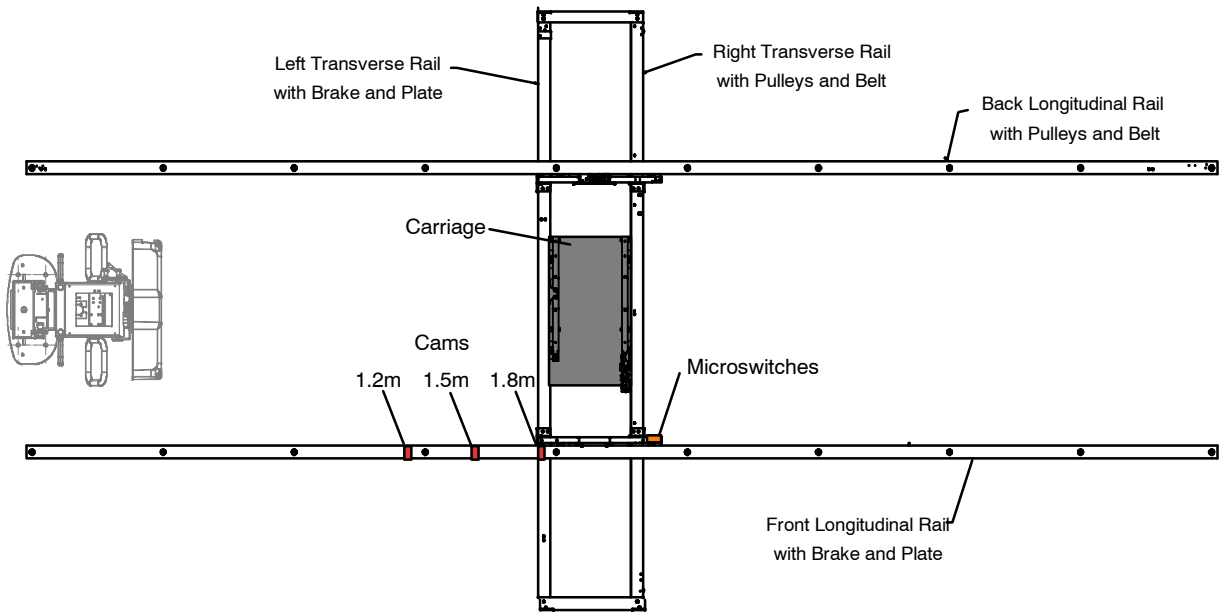 Left Transverse Rail
with Brake and Plate
Right Transverse Rail
with Pulleys and Belt
Back Longitudinal Rail
with Pulleys and Belt
Carriage
Cams
1.2m
1.5m
1.8m
Microswitches
Front Longitudinal Rail
with Brake and Plate